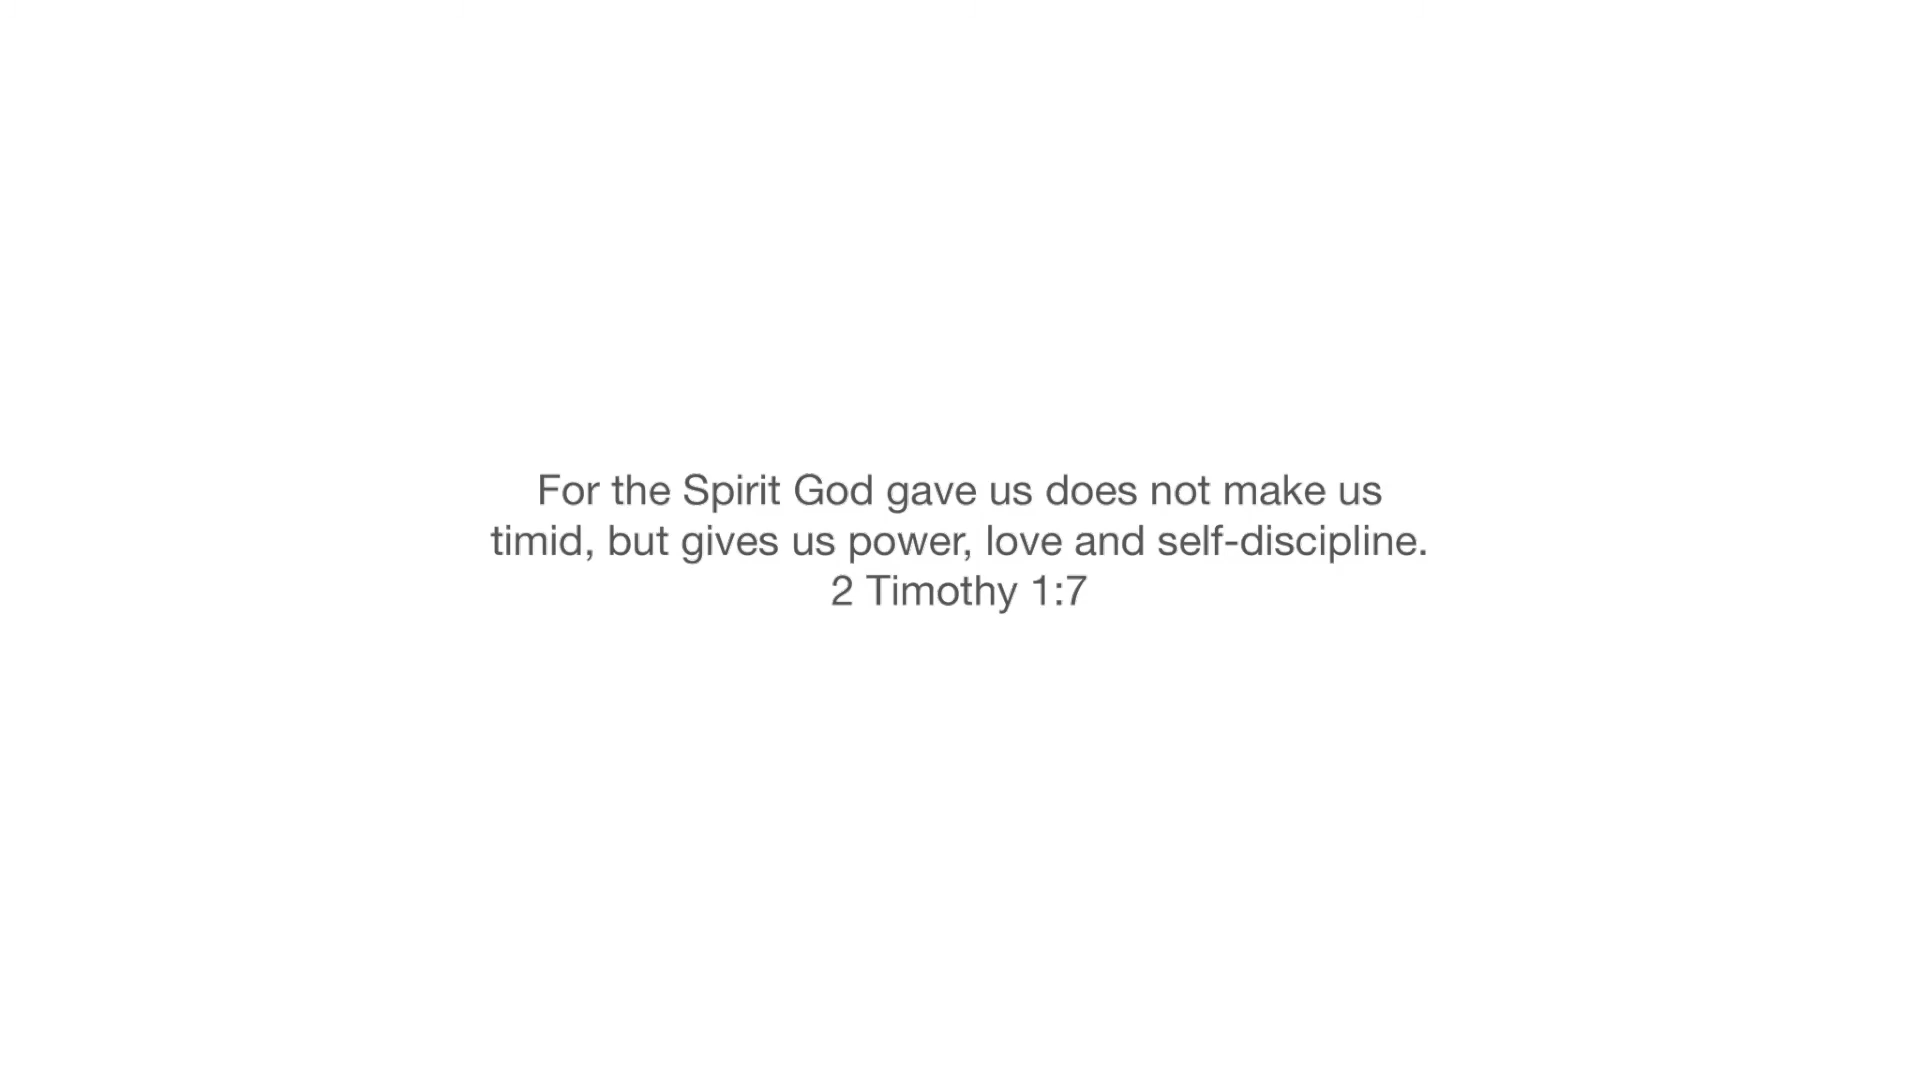 For the Spirit God gave us does not make us
timid, but gives us power, love and self-discipline.
2 Timothy 1:7